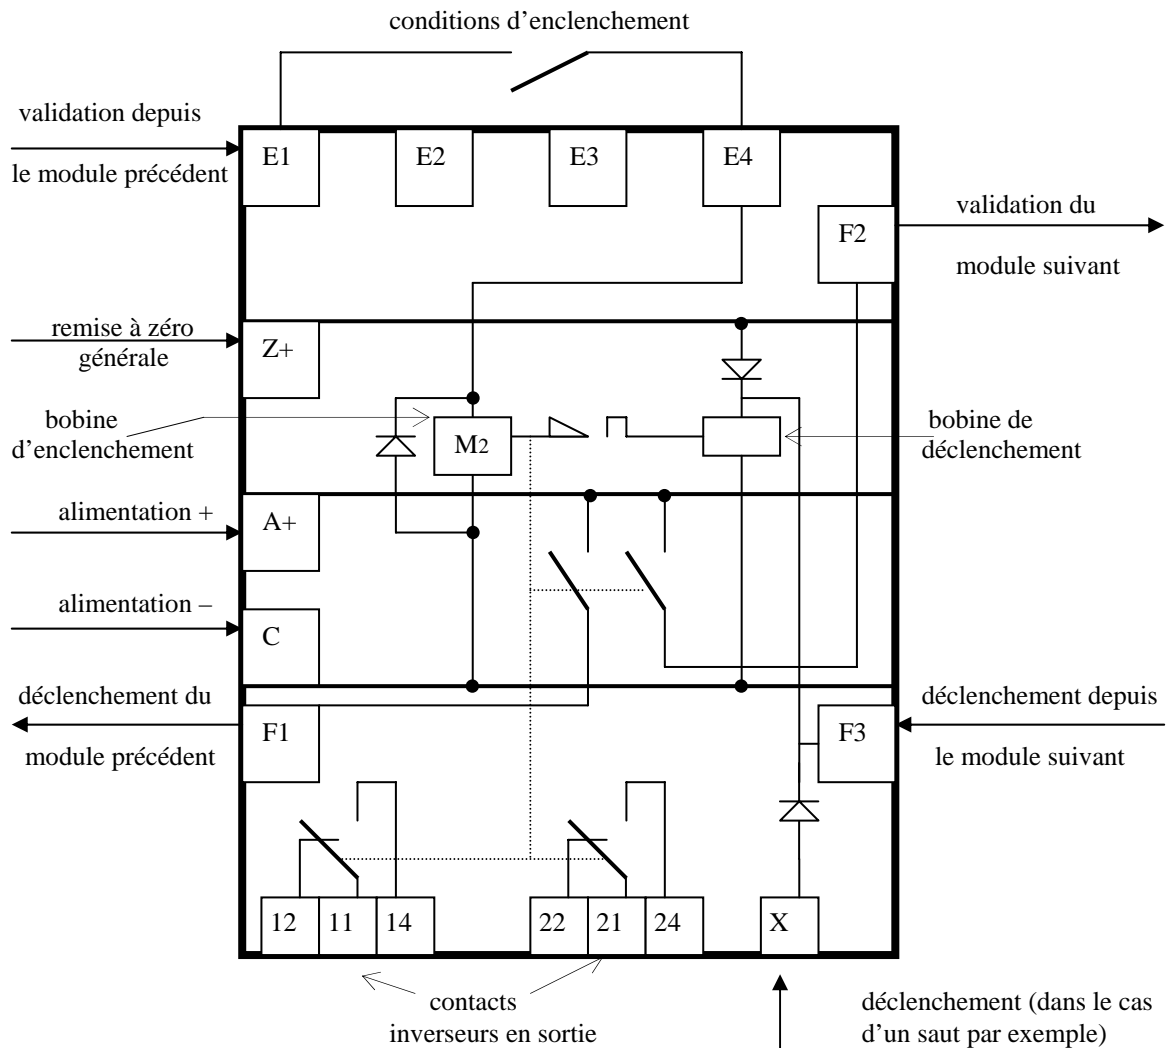 conditions d’enclenchement
validation depuis
le module précédent
E1
E2
E3
E4
F2
validation du
module suivant
remise à zéro
générale
Z+
bobine
d’enclenchement
M2
bobine de
déclenchement
alimentation +
A+
alimentation –
C
déclenchement du
module précédent
F1
F3
déclenchement depuis
le module suivant
12
11
14
22
21
24
X
contacts
inverseurs en sortie
déclenchement (dans le cas
d’un saut par exemple)